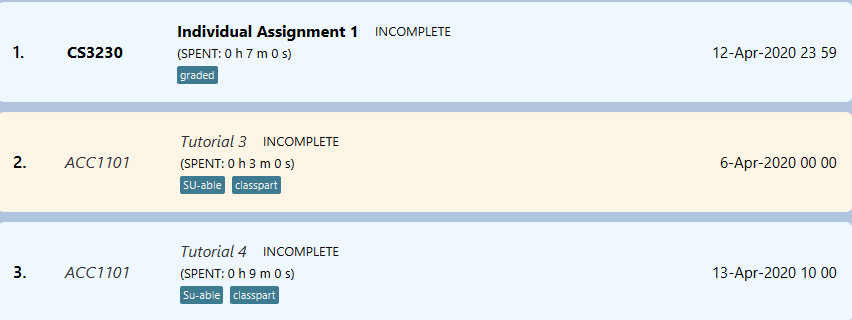 1. CS3230 Individual Assignment 1 INCOMPLETE
(SPENT: 0 h 7 m 0 s) 12-Apr-2020 23 59
graded
2. ACC1101 Tutorial 3 INCOMPLETE
(SPENT: 0 h 3 m 0 s) 6-Apr-2020 00 00
SU-able classpart
3. ACC1101 Tutorial 4 INCOMPLETE
(SPENT: 0 h 9 m 0 s) 13-Apr-2020 10 00
Su-able classpart